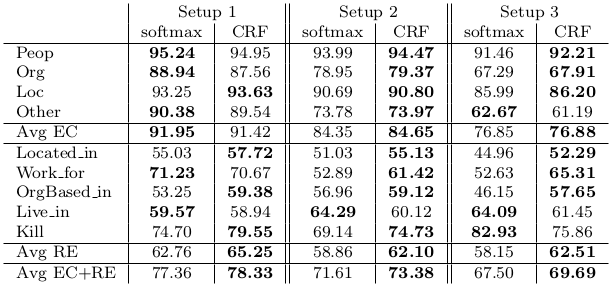 Setup 1 Setup 2 Setup 3
softmax CRF softmax CRF softmax CRF
Peop 95.24 94.95 93.99 94.47 91.46 92.21
Org 88.94 87.56 78.95 79.37 67.29 67.91
Loc 93.25 93.63 90.69 90.80 85.99 86.20
Other 90.38 89.54 73.78 73.97 62.67 61.19
Avg EC 91.95 91.42 84.35 84.65 76.85 76.88
Located_in 55.03 57.72 51.03 55.13 44.96 52.29
Work_for 71.23 70.67 52.89 61.42 52.63 65.31
OrgBased_in 53.25 59.38 56.96 59.12 46.15 57.65
Live_in 59.57 58.94 64.29 60.12 64.09 61.45
Kill 74.70 79.55 69.14 74.73 82.93 75.86
Avg RE 62.76 65.25 58.86 62.10 58.15 62.51
Avg EC+RE 77.36 78.33 71.61 73.38 67.50 69.69